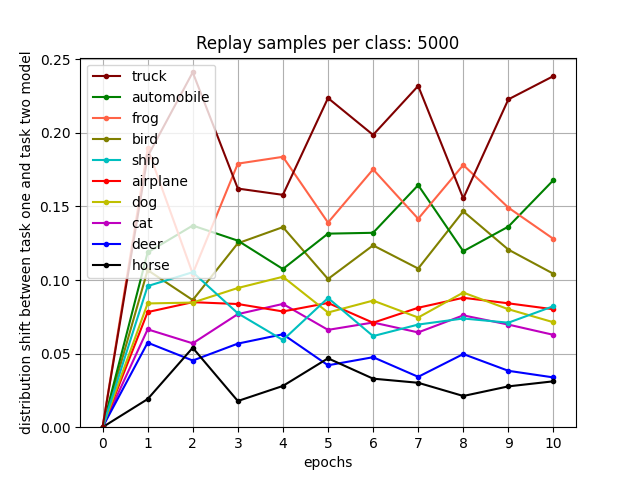 Replay samples per class: 5000
distribution shift between task one and task two model
0.25
0.20
0.15
0.10
0.05
0.00
truck
automobile
frog
bird
ship
airplane
dog
cat
deer
horse
0 1 2 3 4 5 6 7 8 9 10
epochs